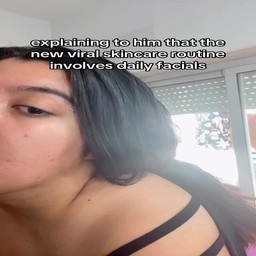 explaining to him that the
new viral skincare routine
involves daily facials